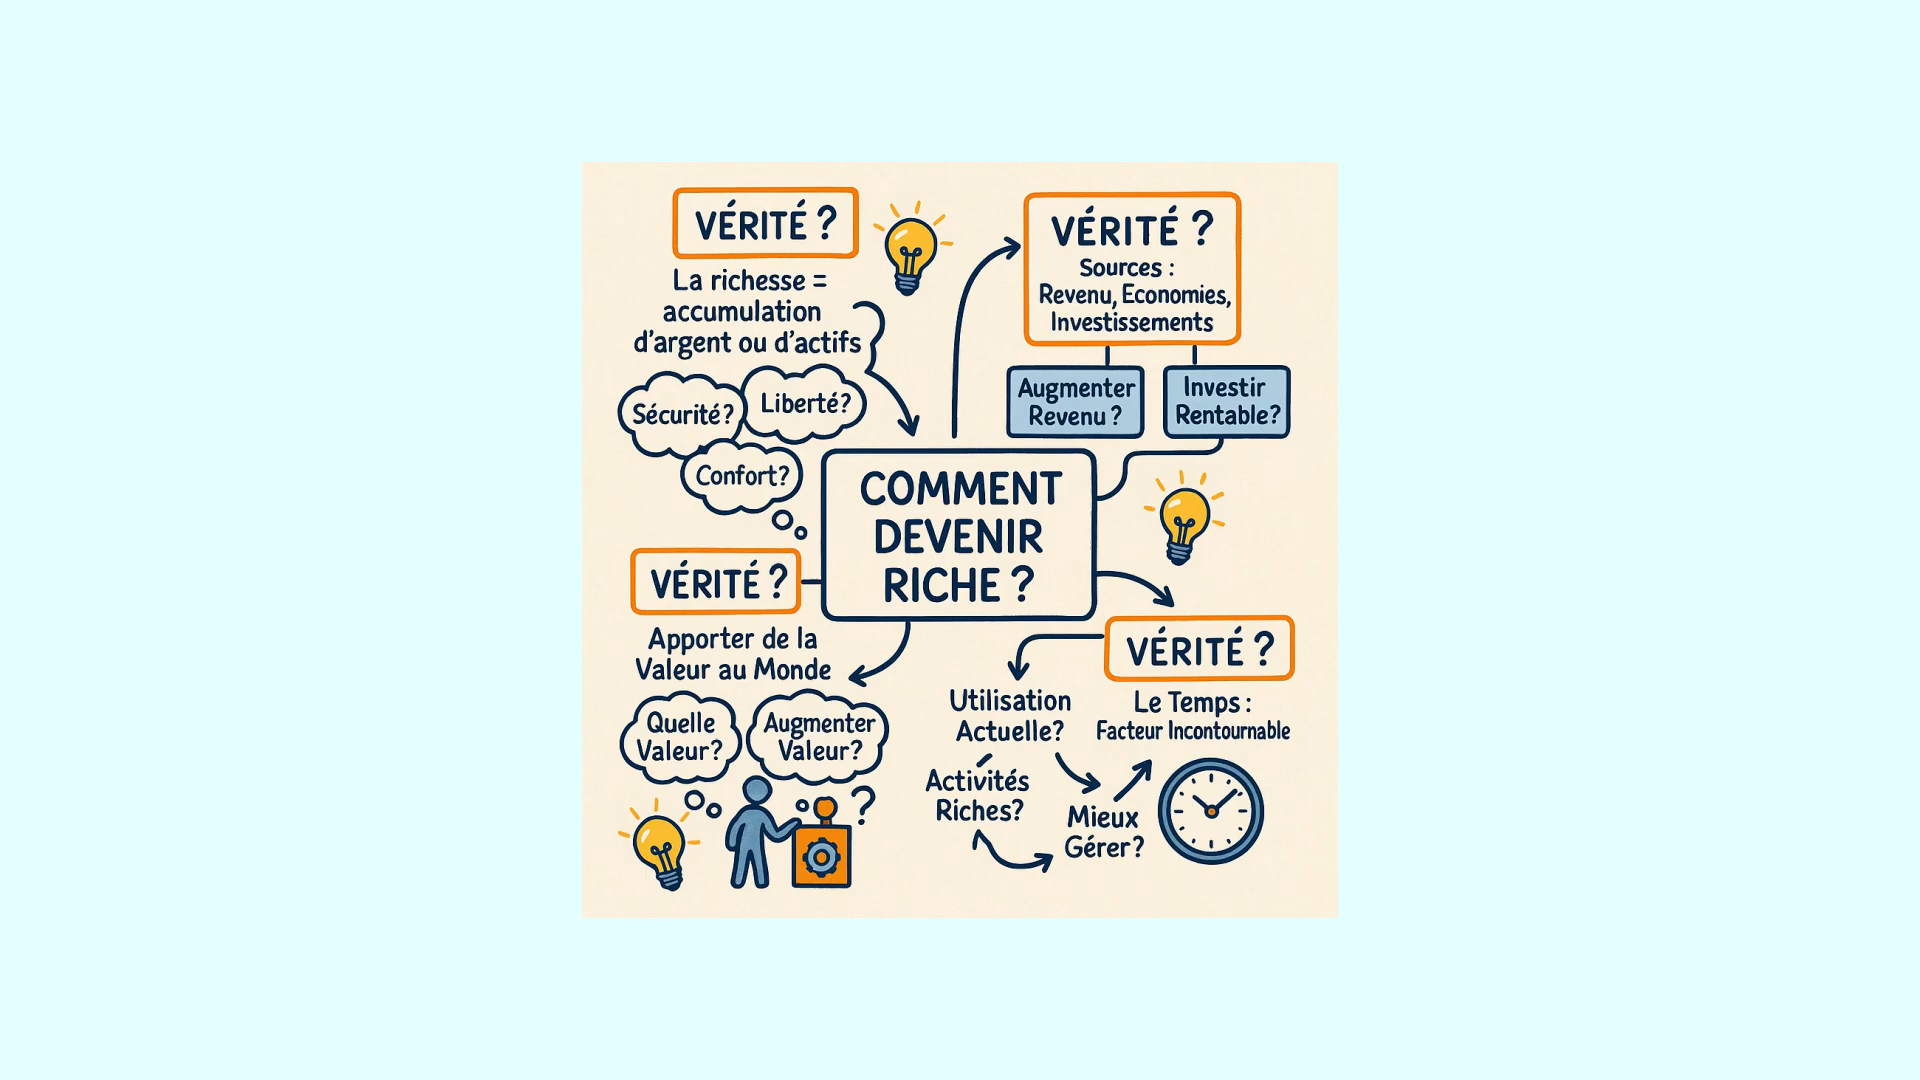 VÉRITÉ ?
La richesse =
accumulation
d'argent ou d'actifs
Sécurité?
Liberté?
Confort?
VÉRITÉ ?
Sources :
Revenu, Economies,
Investissements
Augmenter
Revenu ?
Investir
Rentable?
COMMENT
DEVENIR
RICHE ?
VÉRITÉ ?
Apporter de la
Valeur au Monde
Quelle
Valeur?
Augmenter
Valeur?
?
VÉRITÉ ?
Le Temps :
Facteur Incontournable
Utilisation
Actuelle?
Activités
Riches?
Mieux
Gérer?